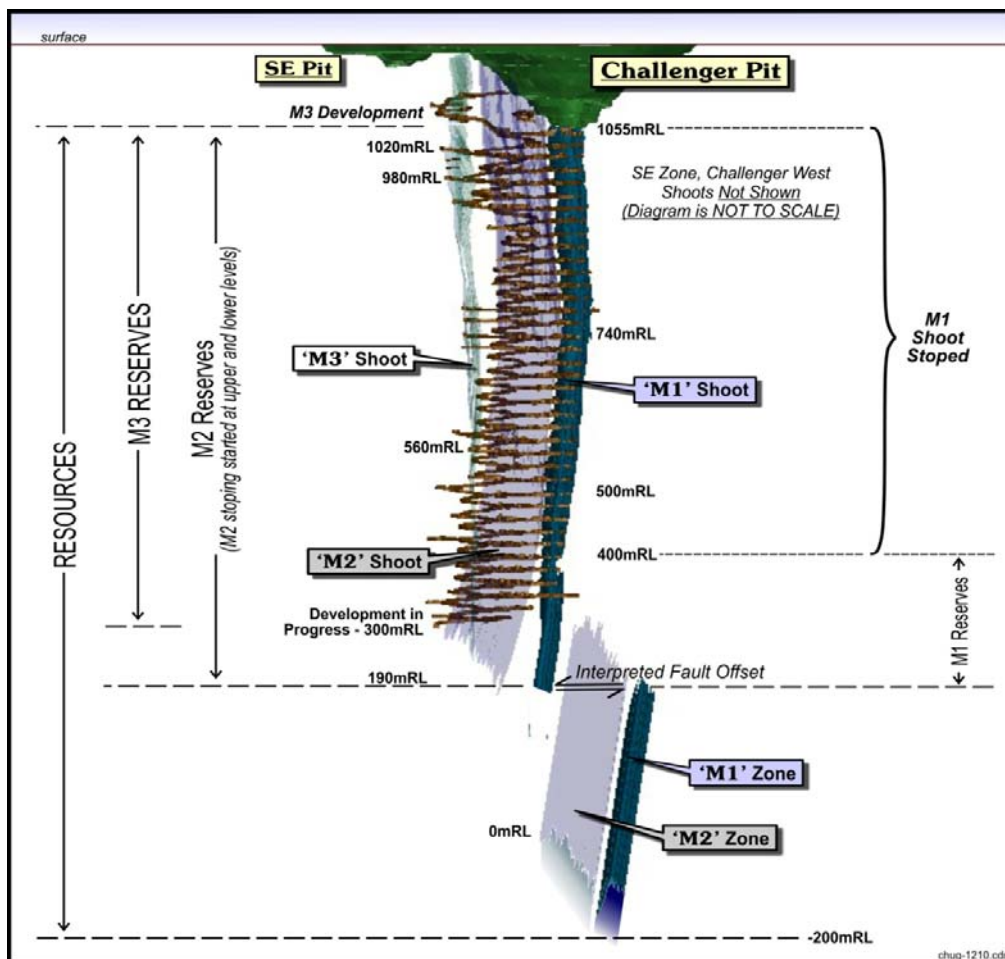 surface
SE Pit
Challenger Pit
M3 Development
1055mRL
1020mRL
980mRL
SE Zone, Challenger West
Shoots Not Shown
(Diagram is NOT TO SCALE)
740mRL
M1
Shoot
Stoped
'M3' Shoot
'M1' Shoot
M3 RESERVES
M2 Reserves
(M2 stoping started at upper and lower levels)
RESOURCES
560mRL
500mRL
'M2' Shoot
400mRL
Development in
Progress - 300mRL
M1 Reserves
190mRL
Interpreted Fault Offset
'M1' Zone
0mRL
'M2' Zone
-200mRL
chug-1210.cdr